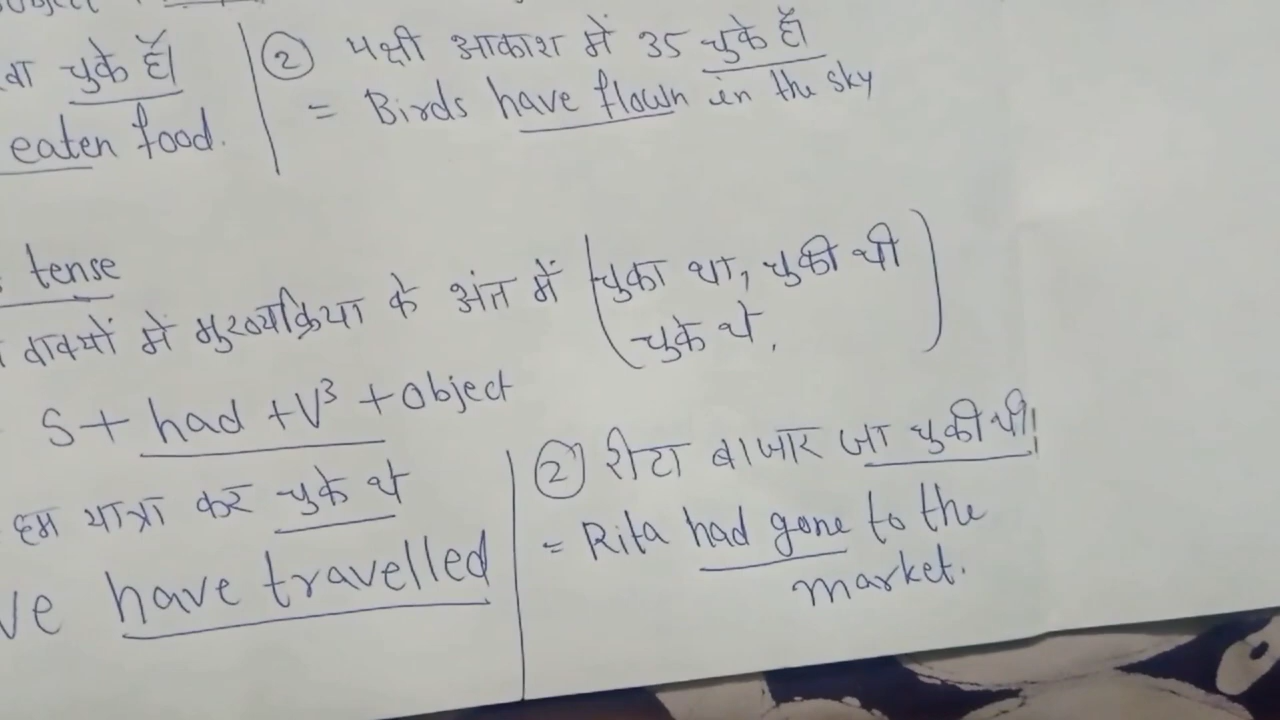 चुके हैं
② पक्षी आकाश में उड़ चुके हैं
eaten food.
= Birds have flown in the sky
tense
वाक्यों में मुख्यक्रिया के अंत में (चुका था, चुकी थी
चुके थे,)
S + had + V³ + object
हम यात्रा कर चुके थे
have travelled
② रीटा बाजार जा चुकी थी।
= Rita had gone to the
market.